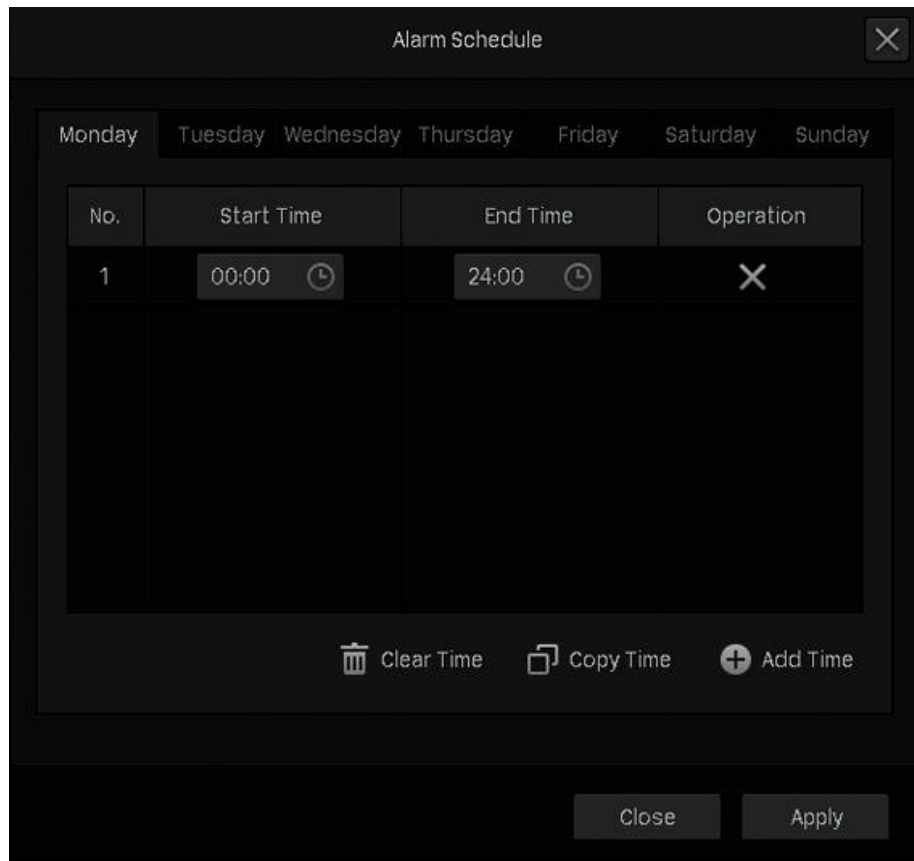 Alarm Schedule
Monday Tuesday Wednesday Thursday Friday Saturday Sunday
No. Start Time End Time Operation
1 00:00 24:00
Clear Time Copy Time Add Time
Close Apply